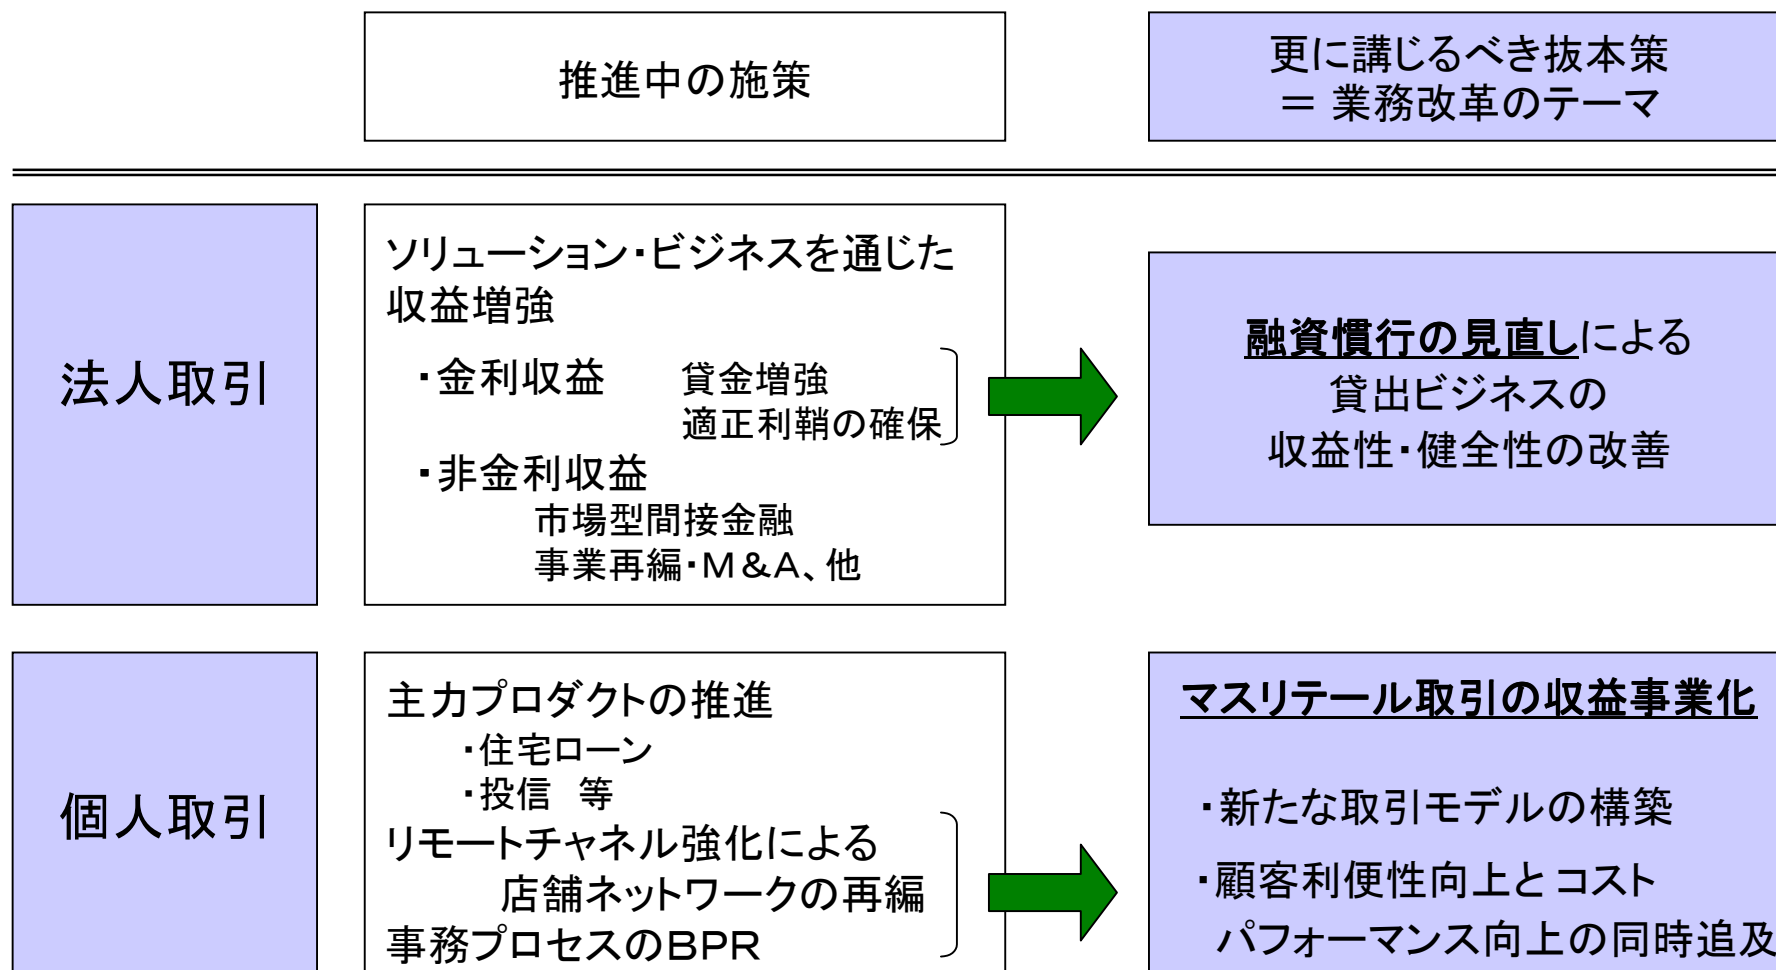 推進中の施策
更に講じるべき抜本策
＝ 業務改革のテーマ
法人取引
ソリューション・ビジネスを通じた
収益増強
・金利収益　貸金増強
適正利鞘の確保
・非金利収益
市場型間接金融
事業再編・Ｍ＆Ａ、他
融資慣行の見直しによる
貸出ビジネスの
収益性・健全性の改善
個人取引
主力プロダクトの推進
・住宅ローン
・投信　等
リモートチャネル強化による
店舗ネットワークの再編
事務プロセスのＢＰＲ
マスリテール取引の収益事業化
・新たな取引モデルの構築
・顧客利便性向上とコスト
パフォーマンス向上の同時追及